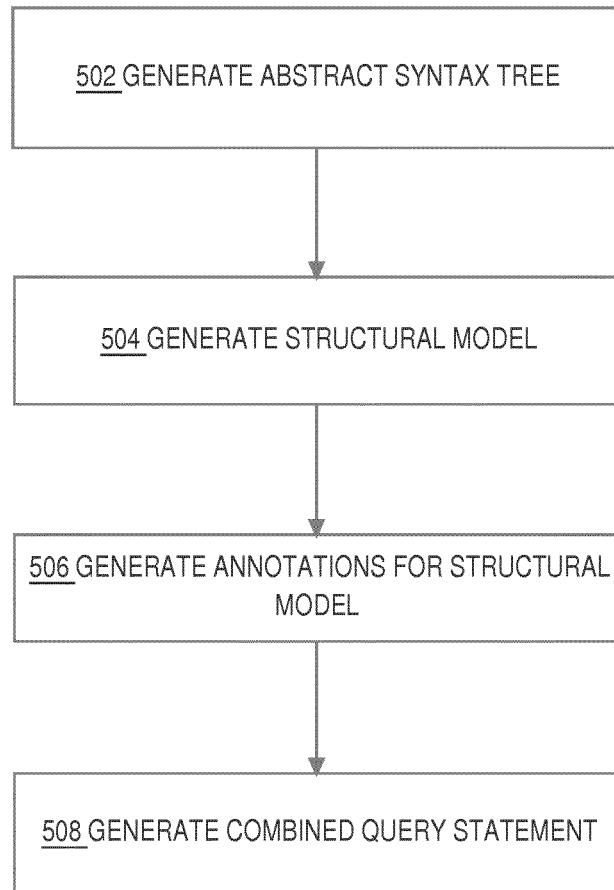 502 GENERATE ABSTRACT SYNTAX TREE
504 GENERATE STRUCTURAL MODEL
506 GENERATE ANNOTATIONS FOR STRUCTURAL
MODEL
508 GENERATE COMBINED QUERY STATEMENT